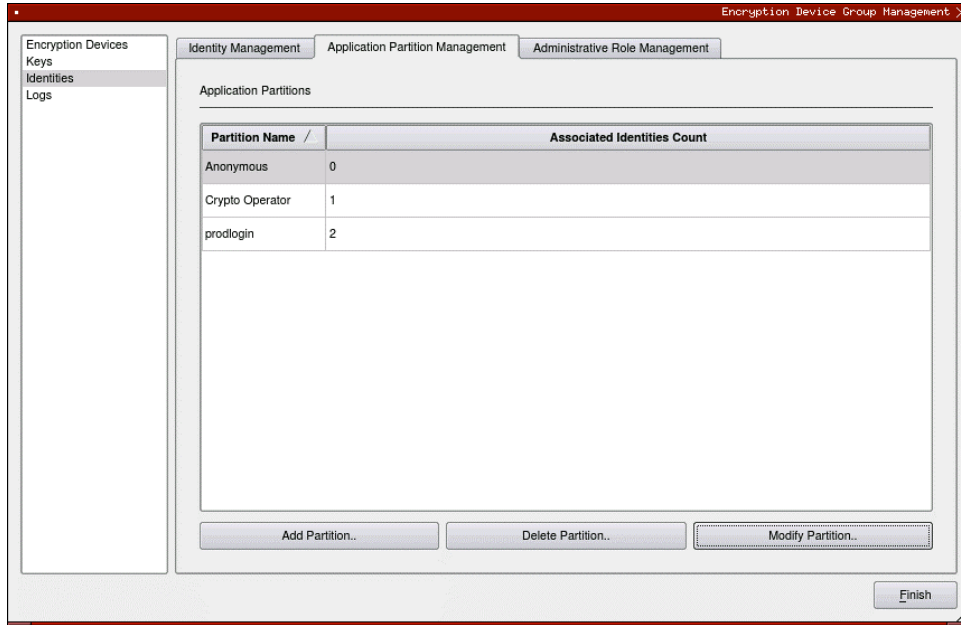 Encryption Device Group Management
Encryption Devices
Keys
Identities
Logs
Identity Management
Application Partition Management
Administrative Role Management
Application Partitions
Partition Name Associated Identities Count
Anonymous 0
Crypto Operator 1
prodlogin 2
Add Partition..
Delete Partition..
Modify Partition..
Finish